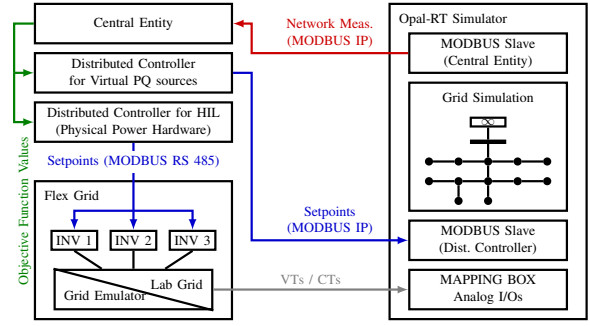 Central Entity
Distributed Controller
for Virtual PQ sources
Distributed Controller for HIL
(Physical Power Hardware)
Objective Function Values
Setpoints (MODBUS RS 485)
Flex Grid
INV 1
INV 2
INV 3
Grid Emulator
Lab Grid
Network Meas.
(MODBUS IP)
Setpoints
(MODBUS IP)
VTs / CTs
Opal-RT Simulator
MODBUS Slave
(Central Entity)
Grid Simulation
∞
MODBUS Slave
(Dist. Controller)
MAPPING BOX
Analog I/Os